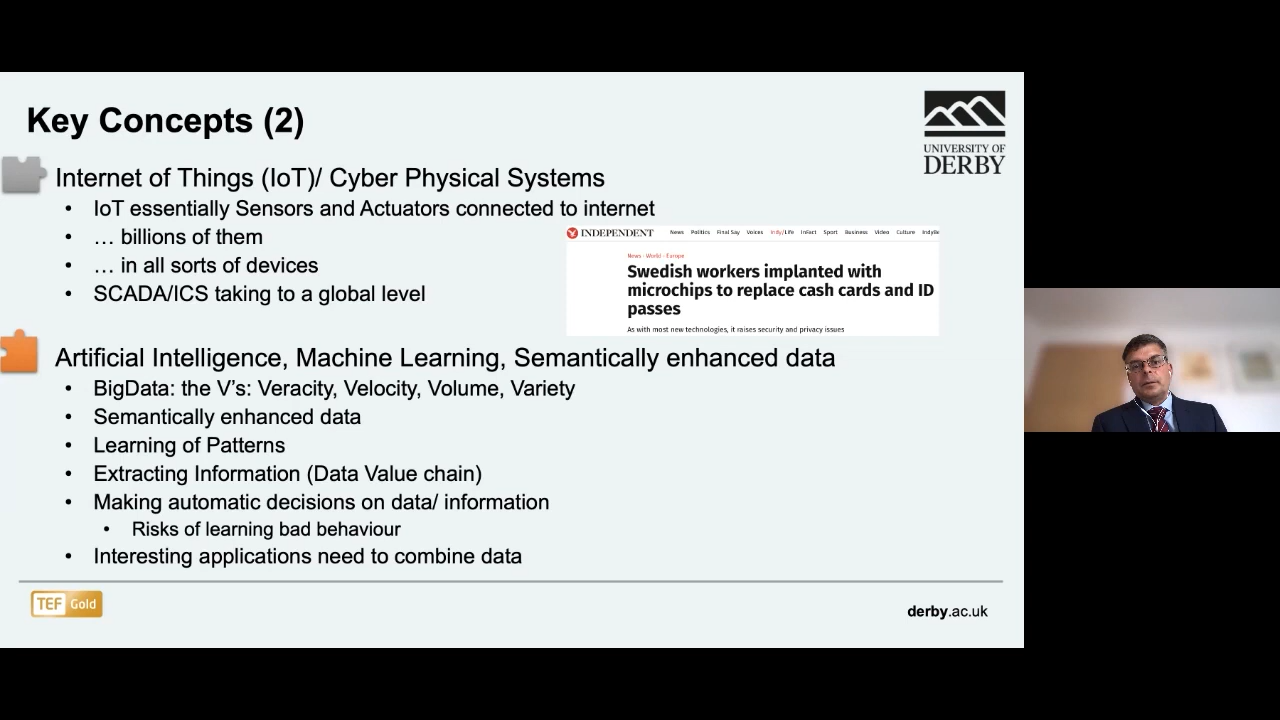 Key Concepts (2)
UNIVERSITY OF
DERBY
Internet of Things (IoT)/ Cyber Physical Systems
• IoT essentially Sensors and Actuators connected to internet
• … billions of them
• … in all sorts of devices
• SCADA/ICS taking to a global level
INDEPENDENT News Politics Final Say Voices Indy/Life InFact Sport Business Video Culture IndyBe
News · World · Europe
Swedish workers implanted with
microchips to replace cash cards and ID
passes
As with most new technologies, it raises security and privacy issues
Artificial Intelligence, Machine Learning, Semantically enhanced data
• BigData: the V’s: Veracity, Velocity, Volume, Variety
• Semantically enhanced data
• Learning of Patterns
• Extracting Information (Data Value chain)
• Making automatic decisions on data/ information
• Risks of learning bad behaviour
• Interesting applications need to combine data
TEF Gold
derby.ac.uk